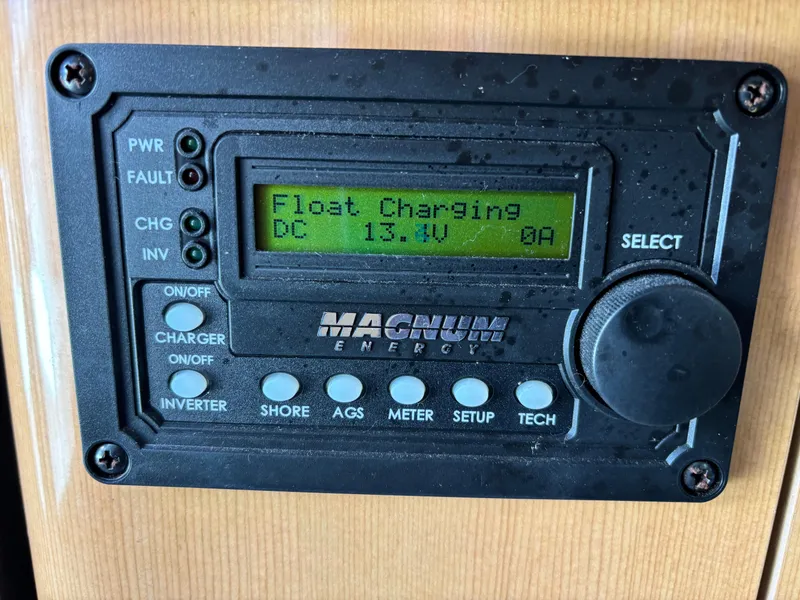 PWR
FAULT
CHG
INV
Float Charging
DC 0A
SELECT
ON/OFF
CHARGER
ON/OFF
INVERTER
MAGNUM
ENERGY
SHORE AGS METER SETUP TECH